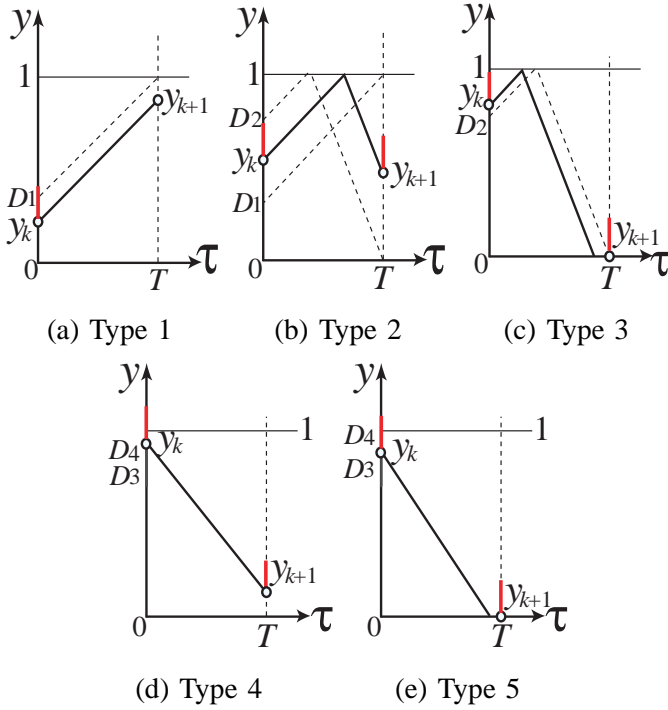 y
1
D1
y_k
y_{k+1}
0
T
τ
(a) Type 1
y
1
D2
y_k
D1
y_{k+1}
0
T
τ
(b) Type 2
y
1
y_k
D2
y_{k+1}
0
T
τ
(c) Type 3
y
1
D4
y_k
D3
y_{k+1}
0
T
τ
(d) Type 4
y
1
D4
y_k
D3
y_{k+1}
0
T
τ
(e) Type 5